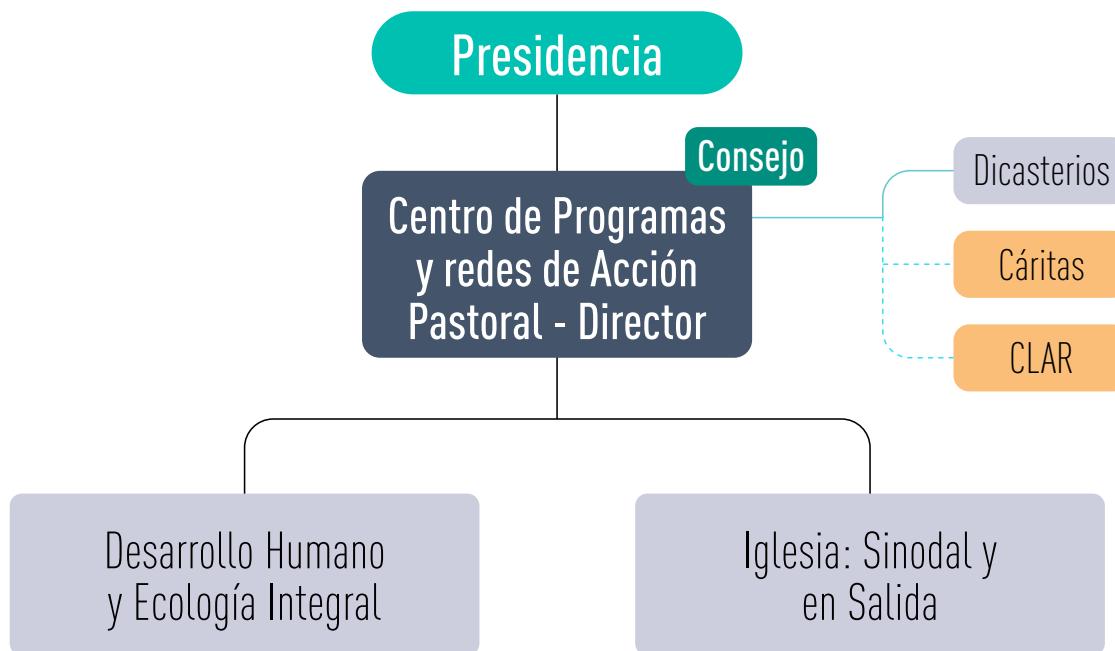 Presidencia
Consejo
Centro de Programas
y redes de Acción
Pastoral - Director
Dicasterios
Cáritas
CLAR
Desarrollo Humano
y Ecología Integral
Iglesia: Sinodal y
en Salida